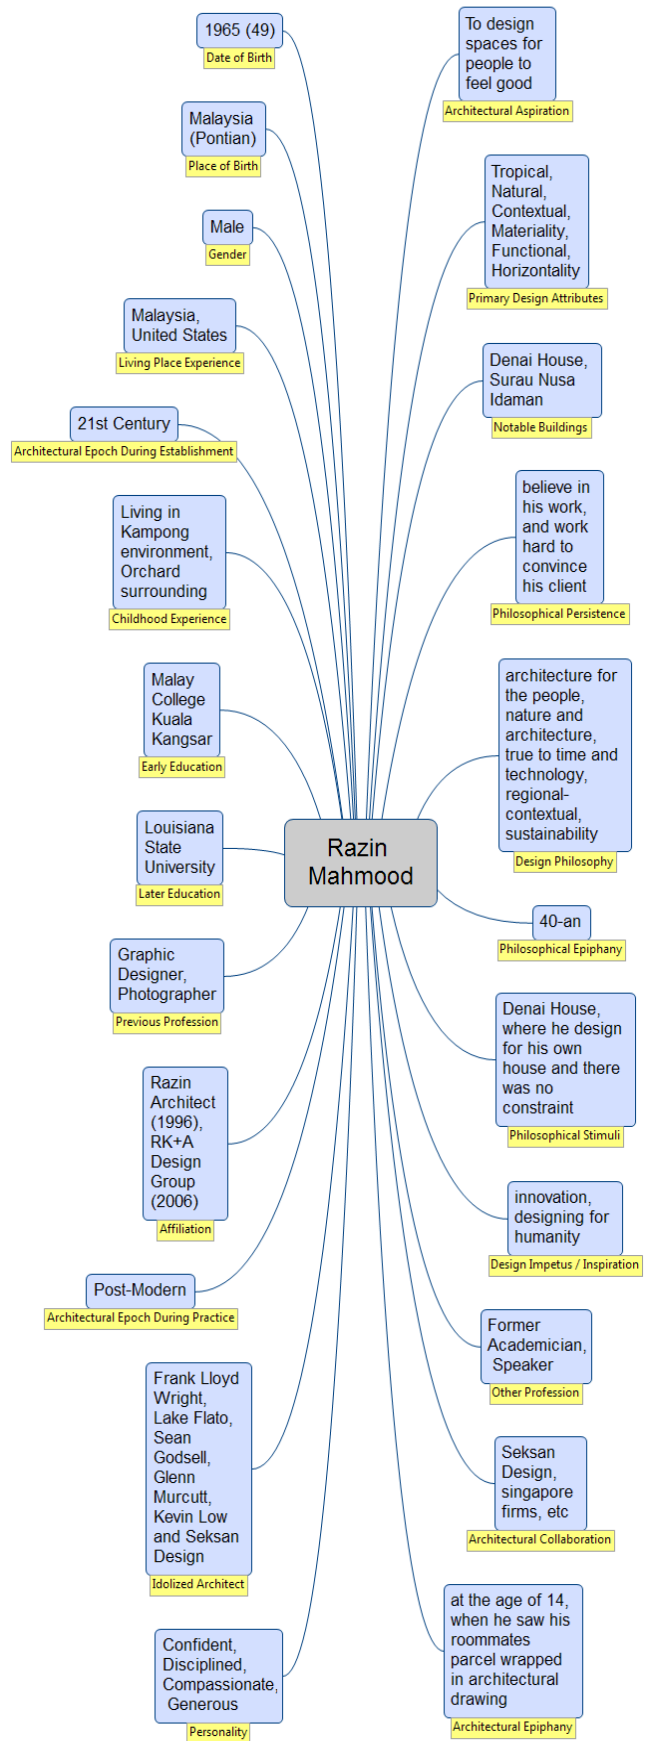 1965 (49)
Date of Birth
Malaysia
(Pontian)
Place of Birth
Male
Gender
Malaysia,
United States
Living Place Experience
21st Century
Architectural Epoch During Establishment
Living in
Kampong
environment,
Orchard
surrounding
Childhood Experience
Malay
College
Kuala
Kangsar
Early Education
Louisiana
State
University
Later Education
Graphic
Designer,
Photographer
Previous Profession
Razin
Architect
(1996),
RK+A
Design
Group
(2006)
Affiliation
Post-Modern
Architectural Epoch During Practice
Frank Lloyd
Wright,
Lake Flato,
Sean
Godsell,
Glenn
Murcutt,
Kevin Low
and Seksan
Design
Idolized Architect
Confident,
Disciplined,
Compassionate,
Generous
Personality
Razin
Mahmood
To design
spaces for
people to
feel good
Architectural Aspiration
Tropical,
Natural,
Contextual,
Materiality,
Functional,
Horizontality
Primary Design Attributes
Denai House,
Surau Nusa
Idaman
Notable Buildings
believe in
his work,
and work
hard to
convince
his client
Philosophical Persistence
architecture for
the people,
nature and
architecture,
true to time and
technology,
regional-
contextual,
sustainability
Design Philosophy
40-an
Philosophical Epiphany
Denai House,
where he design
for his own
house and there
was no
constraint
Philosophical Stimuli
innovation,
designing for
humanity
Design Impetus / Inspiration
Former
Academician,
Speaker
Other Profession
Seksan
Design,
singapore
firms, etc
Architectural Collaboration
at the age of 14,
when he saw his
roommates
parcel wrapped
in architectural
drawing
Architectural Epiphany